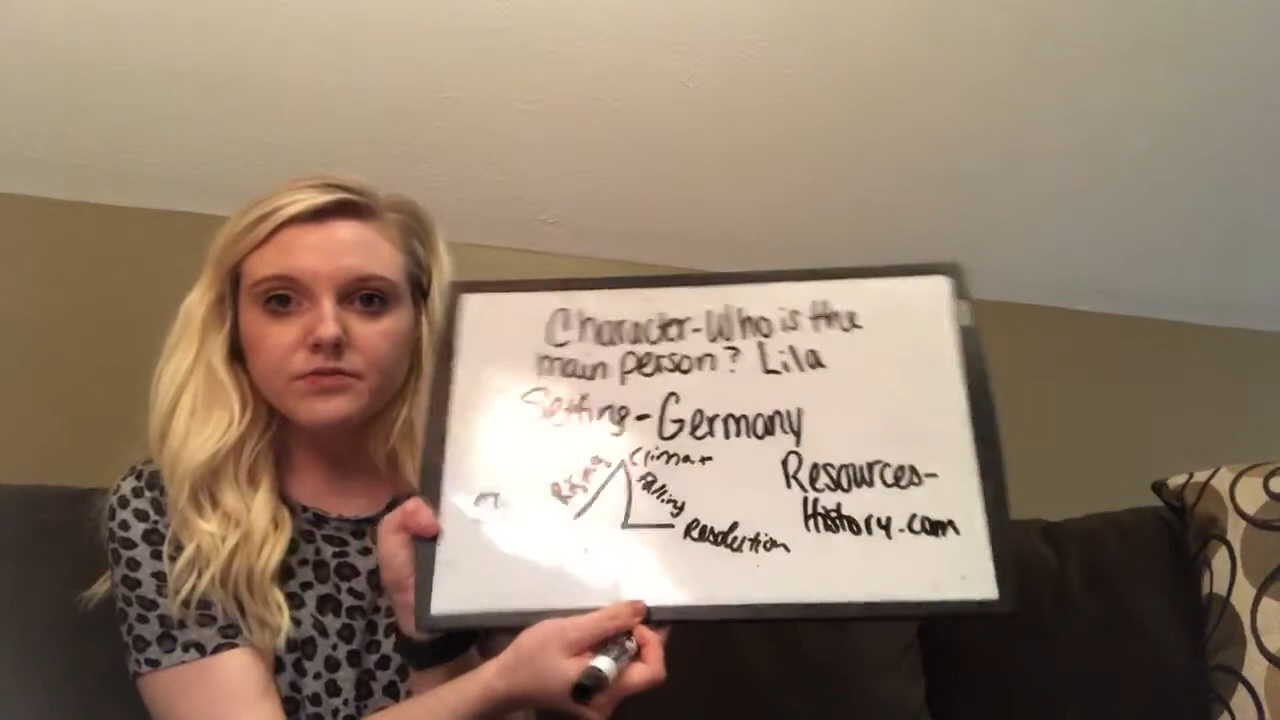 Character-Who is the
main person? Lila
Setting-Germany
Rising
Climax
Falling
Resolution
Resources-
History.com